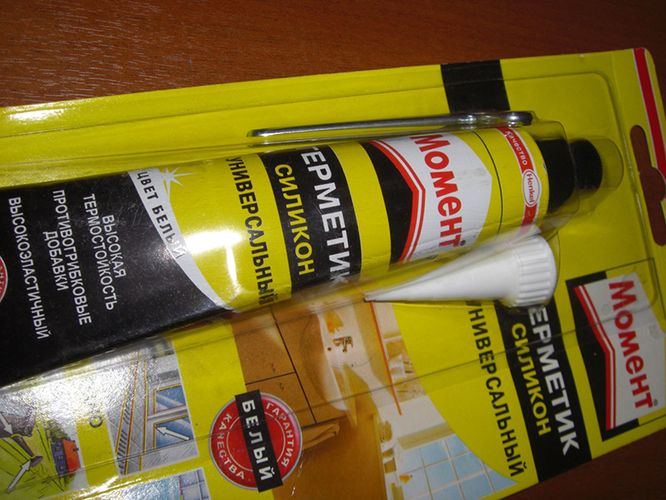 Момент
ГЕРМЕТИК
СИЛИКОН
УНИВЕРСАЛЬНЫЙ
ЦВЕТ БЕЛЫЙ
ВЫСОКАЯ
ТЕРМОСТОЙКОСТЬ
ПРОТИВОГРИБКОВЫЕ
ДОБАВКИ
ВЫСОКОЭЛАСТИЧНЫЙ
Качество
Henkel
Момент
ГЕРМЕТИК
СИЛИКОН
УНИВЕРСАЛЬНЫЙ
ГАРАНТИЯ
БЕЛЫЙ
КАЧЕСТВА